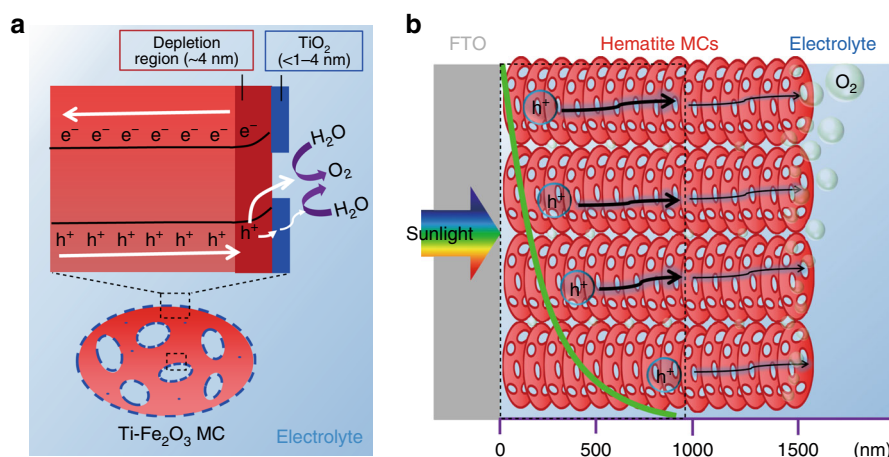 a
Depletion
region (~4 nm)
TiO₂
(<1–4 nm)
e⁻ e⁻ e⁻ e⁻ e⁻ e⁻ e⁻
H₂O
O₂
H₂O
h⁺ h⁺ h⁺ h⁺ h⁺ h⁺ h⁺
Ti-Fe₂O₃ MC
Electrolyte
b
FTO
Hematite MCs
Electrolyte
O₂
h⁺
h⁺
Sunlight
h⁺
h⁺
0 500 1000 1500 (nm)